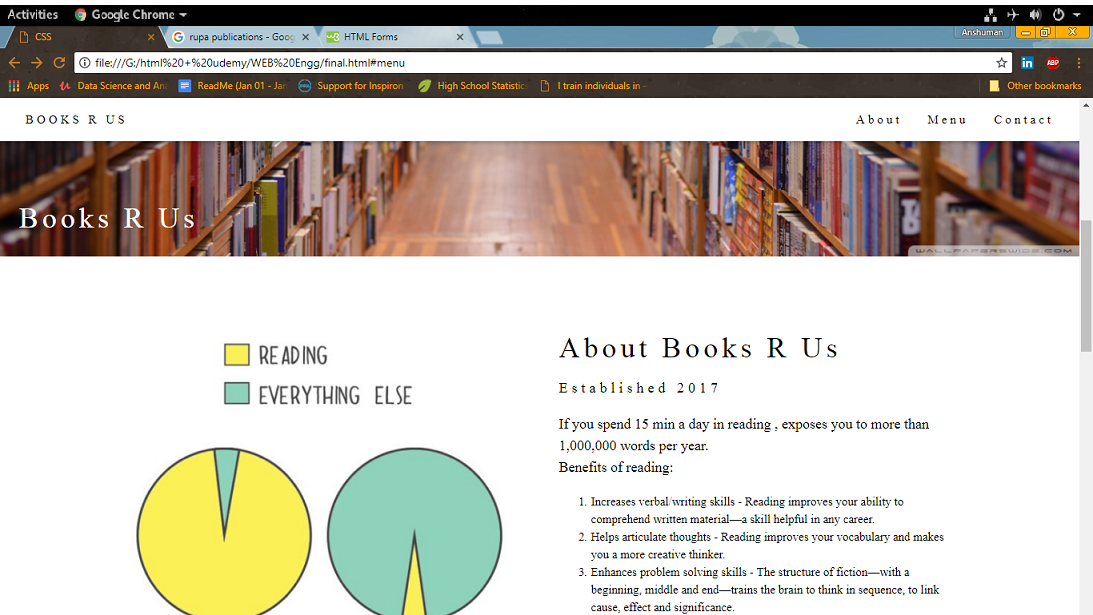 Activities Google Chrome
CSS rupa publications - Goog HTML Forms Anshuman
file:///G:/html%20+%20udemy/WEB%20Engg/final.html#menu
Apps Data Science and An ReadMe (Jan 01 - Jan Support for Inspiron High School Statistics I train individuals in - Other bookmarks
BOOKS R US About Menu Contact
Books R Us
WALLPAPERSWIDE.COM
READING
EVERYTHING ELSE
About Books R Us
Established 2017
If you spend 15 min a day in reading , exposes you to more than
1,000,000 words per year.
Benefits of reading:
1. Increases verbal/writing skills - Reading improves your ability to
comprehend written material—a skill helpful in any career.
2. Helps articulate thoughts - Reading improves your vocabulary and makes
you a more creative thinker.
3. Enhances problem solving skills - The structure of fiction—with a
beginning, middle and end—trains the brain to think in sequence, to link
cause, effect and significance.